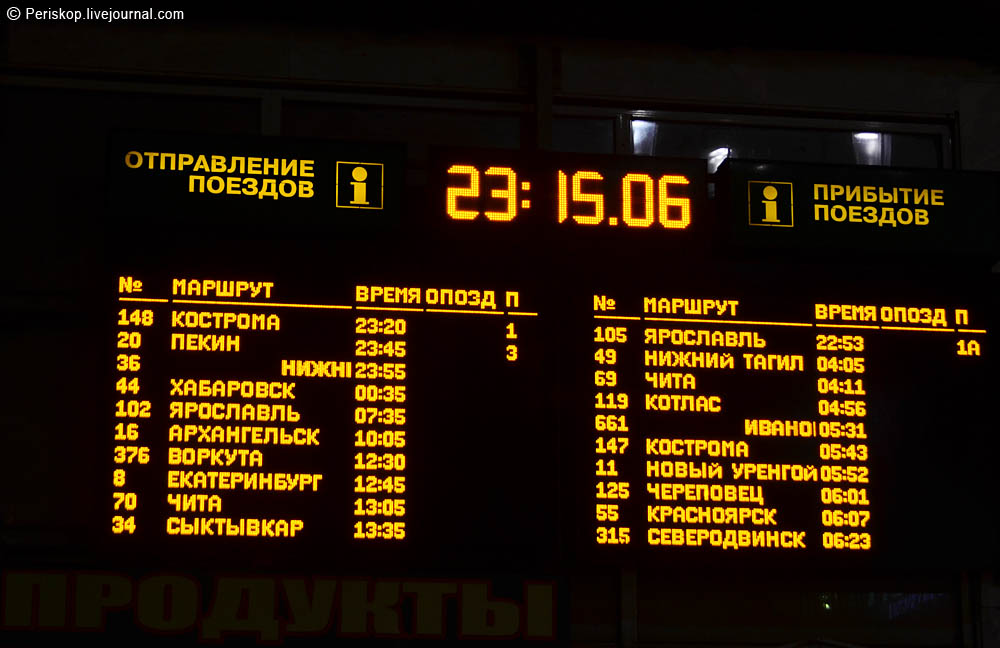 © Periskop.livejournal.com
ОТПРАВЛЕНИЕ
ПОЕЗДОВ
i
23:15.06
i
ПРИБЫТИЕ
ПОЕЗДОВ
№ МАРШРУТ ВРЕМЯ ОПОЗД П
148 КОСТРОМА 23:20 1
20 ПЕКИН 23:45 3
36 НИЖНІ 23:55
44 ХАБАРОВСК 00:35
102 ЯРОСЛАВЛЬ 07:35
16 АРХАНГЕЛЬСК 10:05
376 ВОРКУТА 12:30
8 ЕКАТЕРИНБУРГ 12:45
70 ЧИТА 13:05
34 СЫКТЫВКАР 13:35
№ МАРШРУТ ВРЕМЯ ОПОЗД П
105 ЯРОСЛАВЛЬ 22:53 1А
49 НИЖНИЙ ТАГИЛ 04:05
69 ЧИТА 04:11
119 КОТЛАС 04:56
661 ИВАНО 05:31
147 КОСТРОМА 05:43
11 НОВЫЙ УРЕНГОЙ 05:52
125 ЧЕРЕПОВЕЦ 06:01
55 КРАСНОЯРСК 06:07
315 СЕВЕРОДВИНСК 06:23
ПРОДУКТЫ